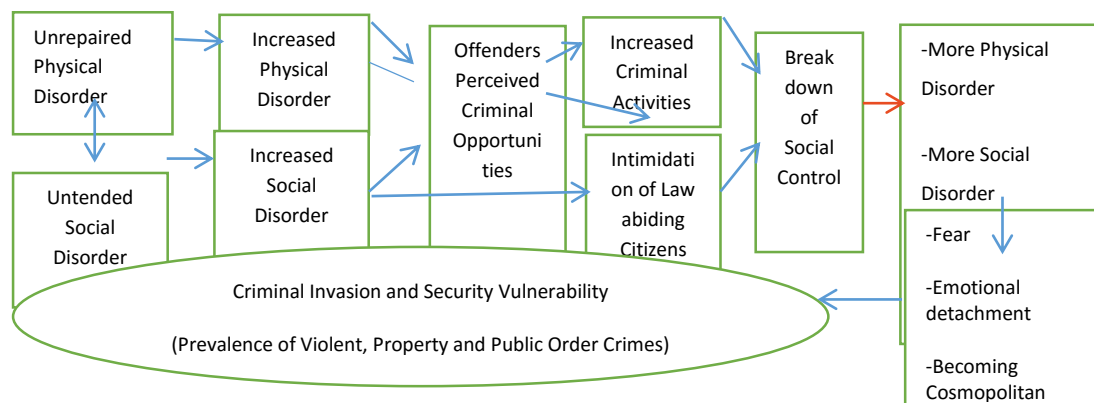 Unrepaired
Physical
Disorder
Untended
Social
Disorder
Increased
Physical
Disorder
Increased
Social
Disorder
Offenders
Perceived
Criminal
Opportuni
ties
Increased
Criminal
Activities
Intimidati
on of Law
abiding
Citizens
Break
down
of
Social
Control
-More Physical
Disorder
-More Social
Disorder
-Fear
-Emotional
detachment
-Becoming
Cosmopolitan
Criminal Invasion and Security Vulnerability
(Prevalence of Violent, Property and Public Order Crimes)